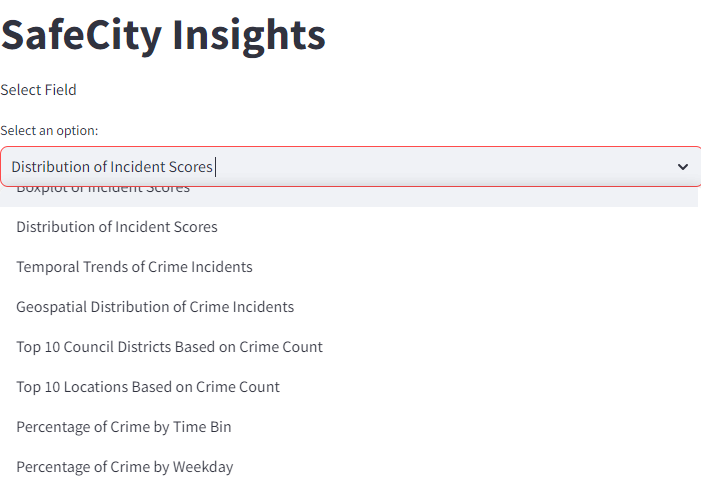 SafeCity Insights
Select Field
Select an option:
Distribution of Incident Scores
Boxplot of Incident Scores
Distribution of Incident Scores
Temporal Trends of Crime Incidents
Geospatial Distribution of Crime Incidents
Top 10 Council Districts Based on Crime Count
Top 10 Locations Based on Crime Count
Percentage of Crime by Time Bin
Percentage of Crime by Weekday